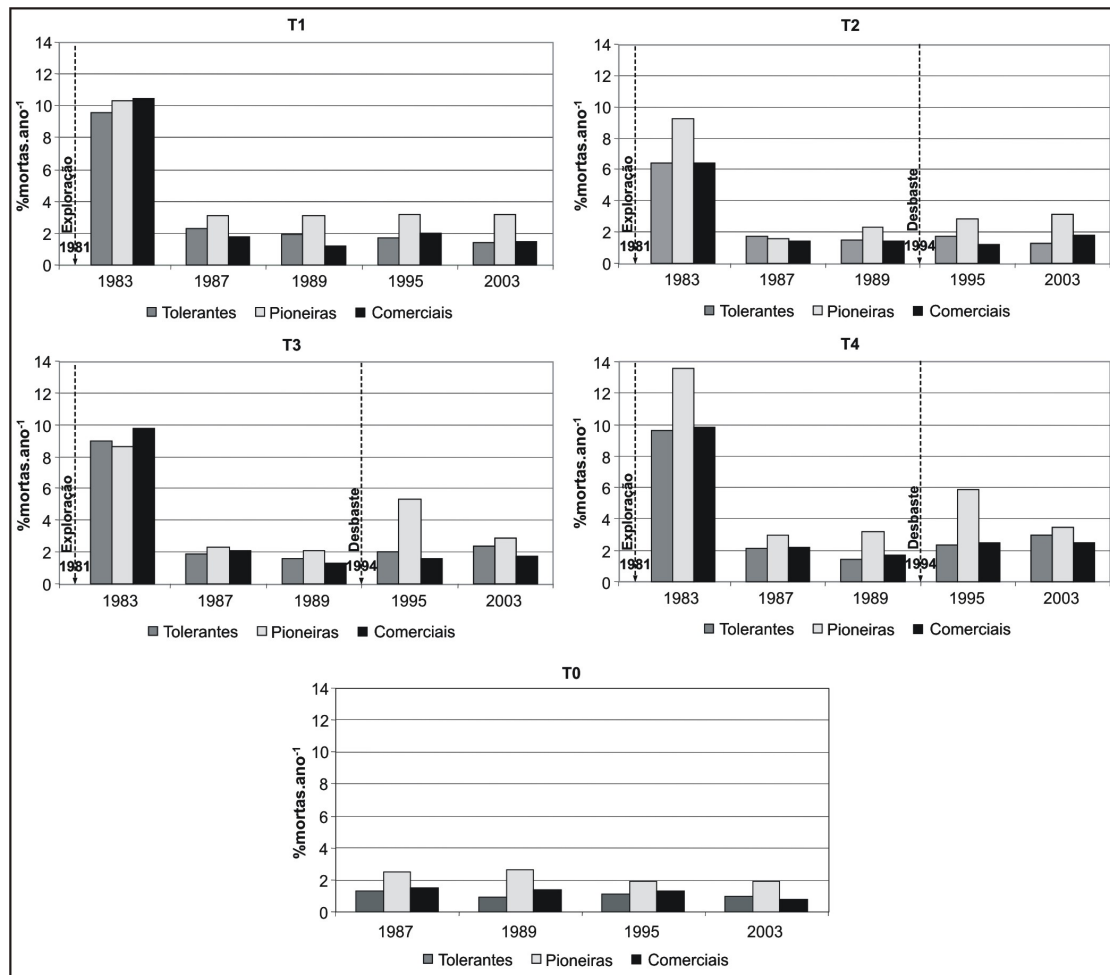 T1
%mortas.ano⁻¹
14
12
10
8
6
4
2
0
Exploração
1981
1983 1987 1989 1995 2003
Tolerantes Pioneiras Comerciais
T2
%mortas.ano⁻¹
14
12
10
8
6
4
2
0
Exploração
1981
Desbaste
1994
1983 1987 1989 1995 2003
Tolerantes Pioneiras Comerciais
T3
%mortas.ano⁻¹
14
12
10
8
6
4
2
0
Exploração
1981
Desbaste
1994
1983 1987 1989 1995 2003
Tolerantes Pioneiras Comerciais
T4
%mortas.ano⁻¹
14
12
10
8
6
4
2
0
Exploração
1981
Desbaste
1994
1983 1987 1989 1995 2003
Tolerantes Pioneiras Comerciais
T0
%mortas.ano⁻¹
14
12
10
8
6
4
2
0
1987 1989 1995 2003
Tolerantes Pioneiras Comerciais